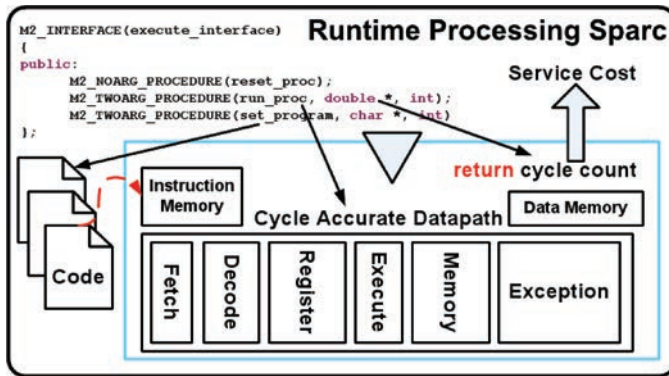 Runtime Processing Sparc
M2_INTERFACE(execute_interface)
{
public:
M2_NOARG_PROCEDURE(reset_proc);
M2_TWOARG_PROCEDURE(run_proc, double *, int);
M2_TWOARG_PROCEDURE(set_program, char *, int)
};
Service Cost
return cycle count
Instruction
Memory
Cycle Accurate Datapath
Data Memory
Code
Fetch
Decode
Register
Execute
Memory
Exception